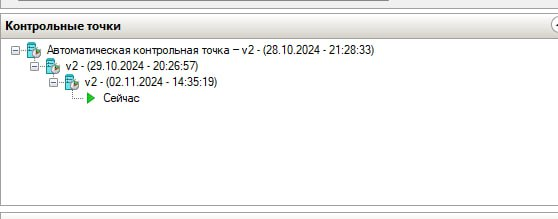 Контрольные точки
Автоматическая контрольная точка – v2 - (28.10.2024 - 21:28:33)
v2 - (29.10.2024 - 20:26:57)
v2 - (02.11.2024 - 14:35:19)
Сейчас